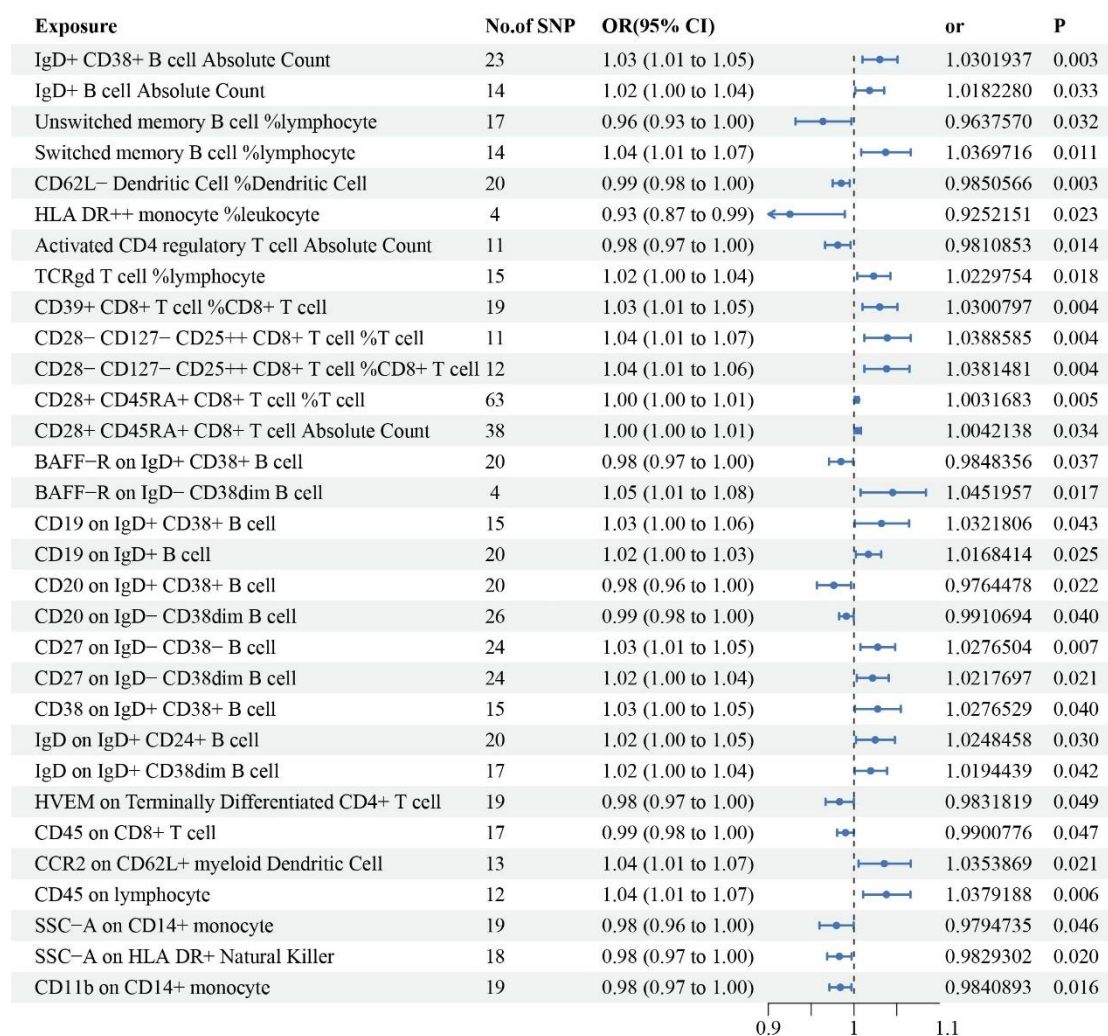 Exposure No.of SNP OR(95% CI) or P
IgD+ CD38+ B cell Absolute Count 23 1.03 (1.01 to 1.05) 1.0301937 0.003
IgD+ B cell Absolute Count 14 1.02 (1.00 to 1.04) 1.0182280 0.033
Unswitched memory B cell %lymphocyte 17 0.96 (0.93 to 1.00) 0.9637570 0.032
Switched memory B cell %lymphocyte 14 1.04 (1.01 to 1.07) 1.0369716 0.011
CD62L− Dendritic Cell %Dendritic Cell 20 0.99 (0.98 to 1.00) 0.9850566 0.003
HLA DR++ monocyte %leukocyte 4 0.93 (0.87 to 0.99) 0.9252151 0.023
Activated CD4 regulatory T cell Absolute Count 11 0.98 (0.97 to 1.00) 0.9810853 0.014
TCRgd T cell %lymphocyte 15 1.02 (1.00 to 1.04) 1.0229754 0.018
CD39+ CD8+ T cell %CD8+ T cell 19 1.03 (1.01 to 1.05) 1.0300797 0.004
CD28− CD127− CD25++ CD8+ T cell %T cell 11 1.04 (1.01 to 1.07) 1.0388585 0.004
CD28− CD127− CD25++ CD8+ T cell %CD8+ T cell 12 1.04 (1.01 to 1.06) 1.0381481 0.004
CD28+ CD45RA+ CD8+ T cell %T cell 63 1.00 (1.00 to 1.01) 1.0031683 0.005
CD28+ CD45RA+ CD8+ T cell Absolute Count 38 1.00 (1.00 to 1.01) 1.0042138 0.034
BAFF−R on IgD+ CD38+ B cell 20 0.98 (0.97 to 1.00) 0.9848356 0.037
BAFF−R on IgD− CD38dim B cell 4 1.05 (1.01 to 1.08) 1.0451957 0.017
CD19 on IgD+ CD38+ B cell 15 1.03 (1.00 to 1.06) 1.0321806 0.043
CD19 on IgD+ B cell 20 1.02 (1.00 to 1.03) 1.0168414 0.025
CD20 on IgD+ CD38+ B cell 20 0.98 (0.96 to 1.00) 0.9764478 0.022
CD20 on IgD− CD38dim B cell 26 0.99 (0.98 to 1.00) 0.9910694 0.040
CD27 on IgD− CD38− B cell 24 1.03 (1.01 to 1.05) 1.0276504 0.007
CD27 on IgD− CD38dim B cell 24 1.02 (1.00 to 1.04) 1.0217697 0.021
CD38 on IgD+ CD38+ B cell 15 1.03 (1.00 to 1.05) 1.0276529 0.040
IgD on IgD+ CD24+ B cell 20 1.02 (1.00 to 1.05) 1.0248458 0.030
IgD on IgD+ CD38dim B cell 17 1.02 (1.00 to 1.04) 1.0194439 0.042
HVEM on Terminally Differentiated CD4+ T cell 19 0.98 (0.97 to 1.00) 0.9831819 0.049
CD45 on CD8+ T cell 17 0.99 (0.98 to 1.00) 0.9900776 0.047
CCR2 on CD62L+ myeloid Dendritic Cell 13 1.04 (1.01 to 1.07) 1.0353869 0.021
CD45 on lymphocyte 12 1.04 (1.01 to 1.07) 1.0379188 0.006
SSC−A on CD14+ monocyte 19 0.98 (0.96 to 1.00) 0.9794735 0.046
SSC−A on HLA DR+ Natural Killer 18 0.98 (0.97 to 1.00) 0.9829302 0.020
CD11b on CD14+ monocyte 19 0.98 (0.97 to 1.00) 0.9840893 0.016
0.9 1 1.1